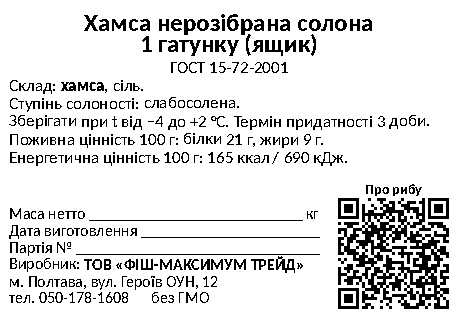 Хамса нерозібрана солона
1 гатунку (ящик)
ГОСТ 15-72-2001
Склад: хамса, сіль.
Ступінь солоності: слабосолена.
Зберігати при t від −4 до +2 °С. Термін придатності 3 доби.
Поживна цінність 100 г: білки 21 г, жири 9 г.
Енергетична цінність 100 г: 165 ккал / 690 кДж.
Про рибу
Маса нетто ____________________________ кг
Дата виготовлення ________________________
Партія № ________________________________
Виробник: ТОВ «ФІШ-МАКСИМУМ ТРЕЙД»
м. Полтава, вул. Героїв ОУН, 12
тел. 050-178-1608 без ГМО